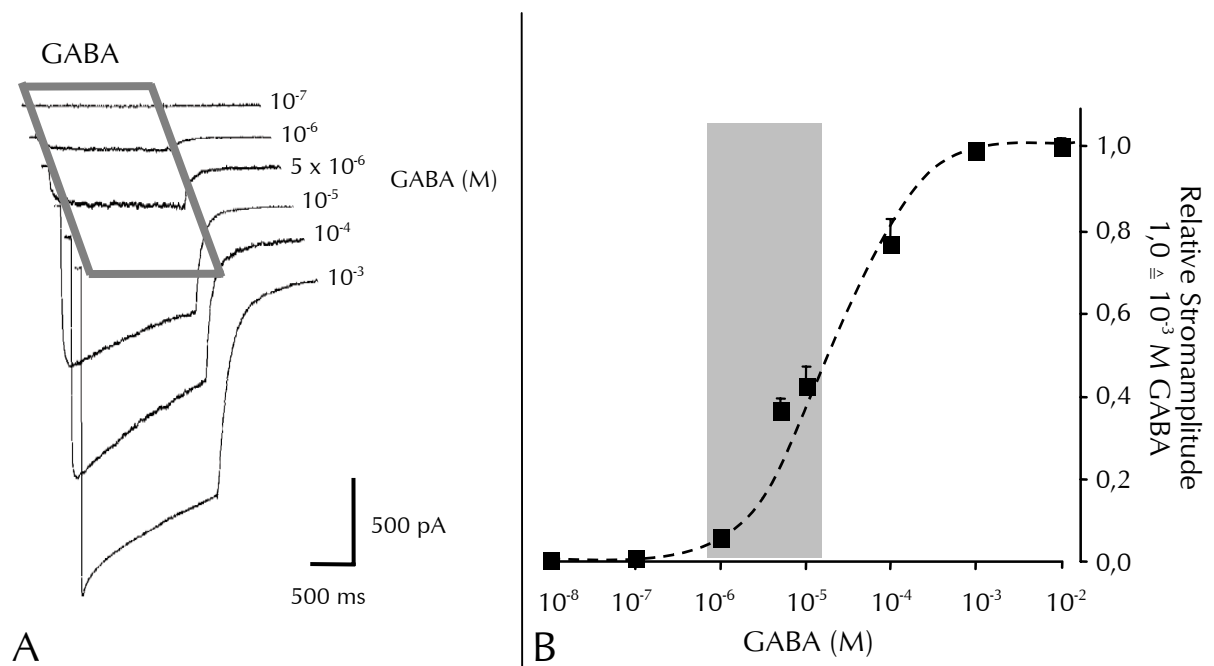 GABA
10⁻⁷
10⁻⁶
5 x 10⁻⁶
10⁻⁵
10⁻⁴
10⁻³
GABA (M)
500 pA
500 ms
A
1,0
0,8
0,6
0,4
0,2
0,0
Relative Stromamplitude
1,0 ≙ 10⁻³ M GABA
10⁻⁸ 10⁻⁷ 10⁻⁶ 10⁻⁵ 10⁻⁴ 10⁻³ 10⁻²
GABA (M)
B